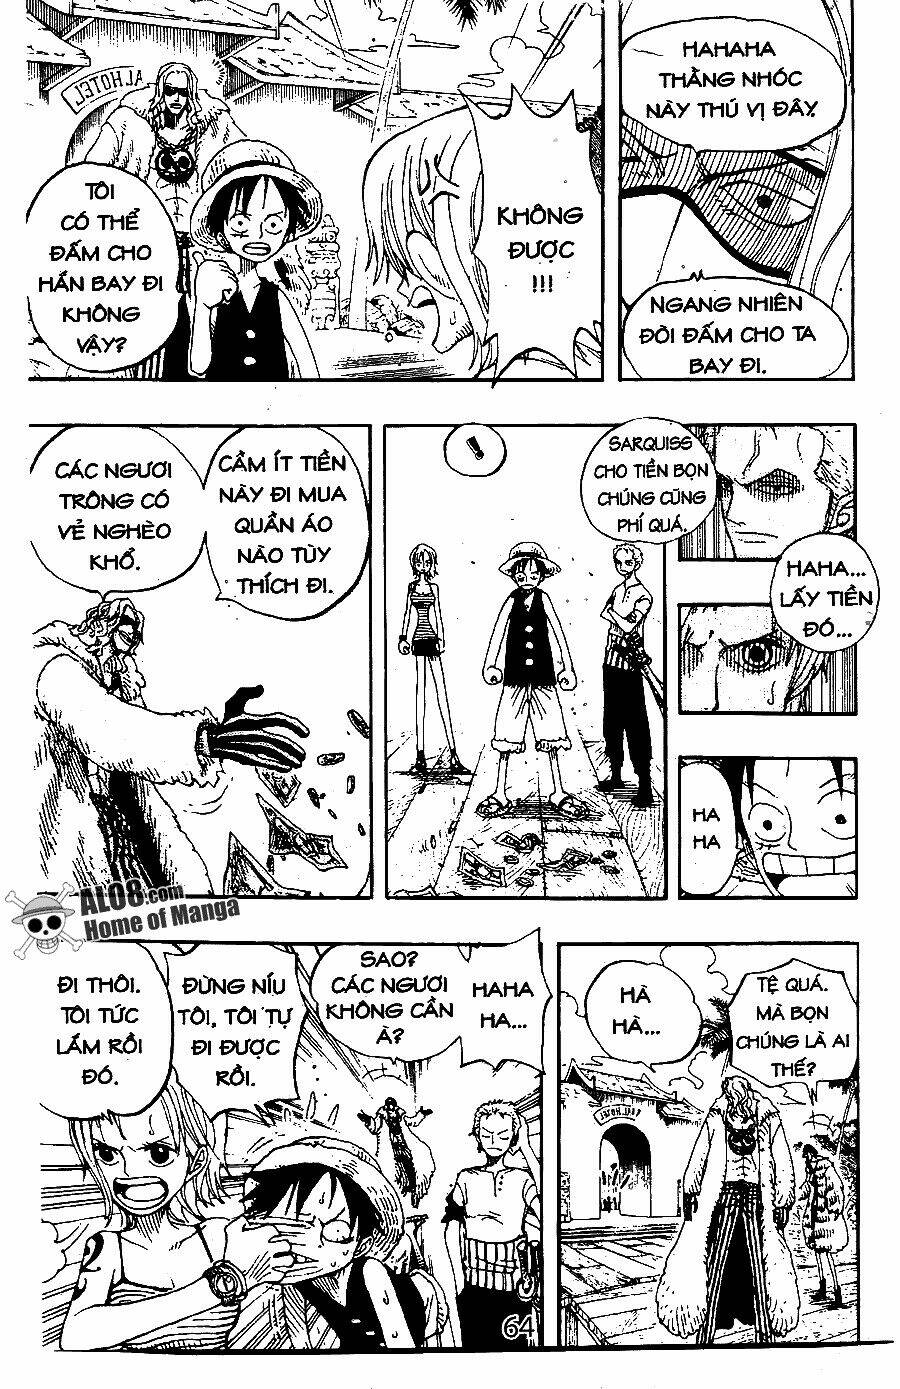 AL HOTEL
TÔI
CÓ THỂ
ĐẤM CHO
HẮN BAY ĐI
KHÔNG
VẬY?
KHÔNG
ĐƯỢC
!!!
HAHAHA
THẰNG NHÓC
NÀY THÚ VỊ ĐÂY.
NGANG NHIÊN
ĐÒI ĐẤM CHO TA
BAY ĐI.
CÁC NGƯƠI
TRÔNG CÓ
VẺ NGHÈO
KHỔ.
CẦM ÍT TIỀN
NÀY ĐI MUA
QUẦN ÁO
NÀO TÙY
THÍCH ĐI.
!
SARQUISS
CHO TIỀN BỌN
CHÚNG CŨNG
PHÍ QUÁ.
HAHA...
LẤY TIỀN
ĐÓ...
HA
HA
AL08.com
Home of Manga
ĐI THÔI.
TÔI TỨC
LẮM RỒI
ĐÓ.
ĐỪNG NÍU
TÔI, TÔI TỰ
ĐI ĐƯỢC
RỒI.
SAO?
CÁC NGƯƠI
KHÔNG CẦN
À?
HAHA
HA...
HÀ
HÀ...
TỆ QUÁ.
MÀ BỌN
CHÚNG LÀ AI
THẾ?
64